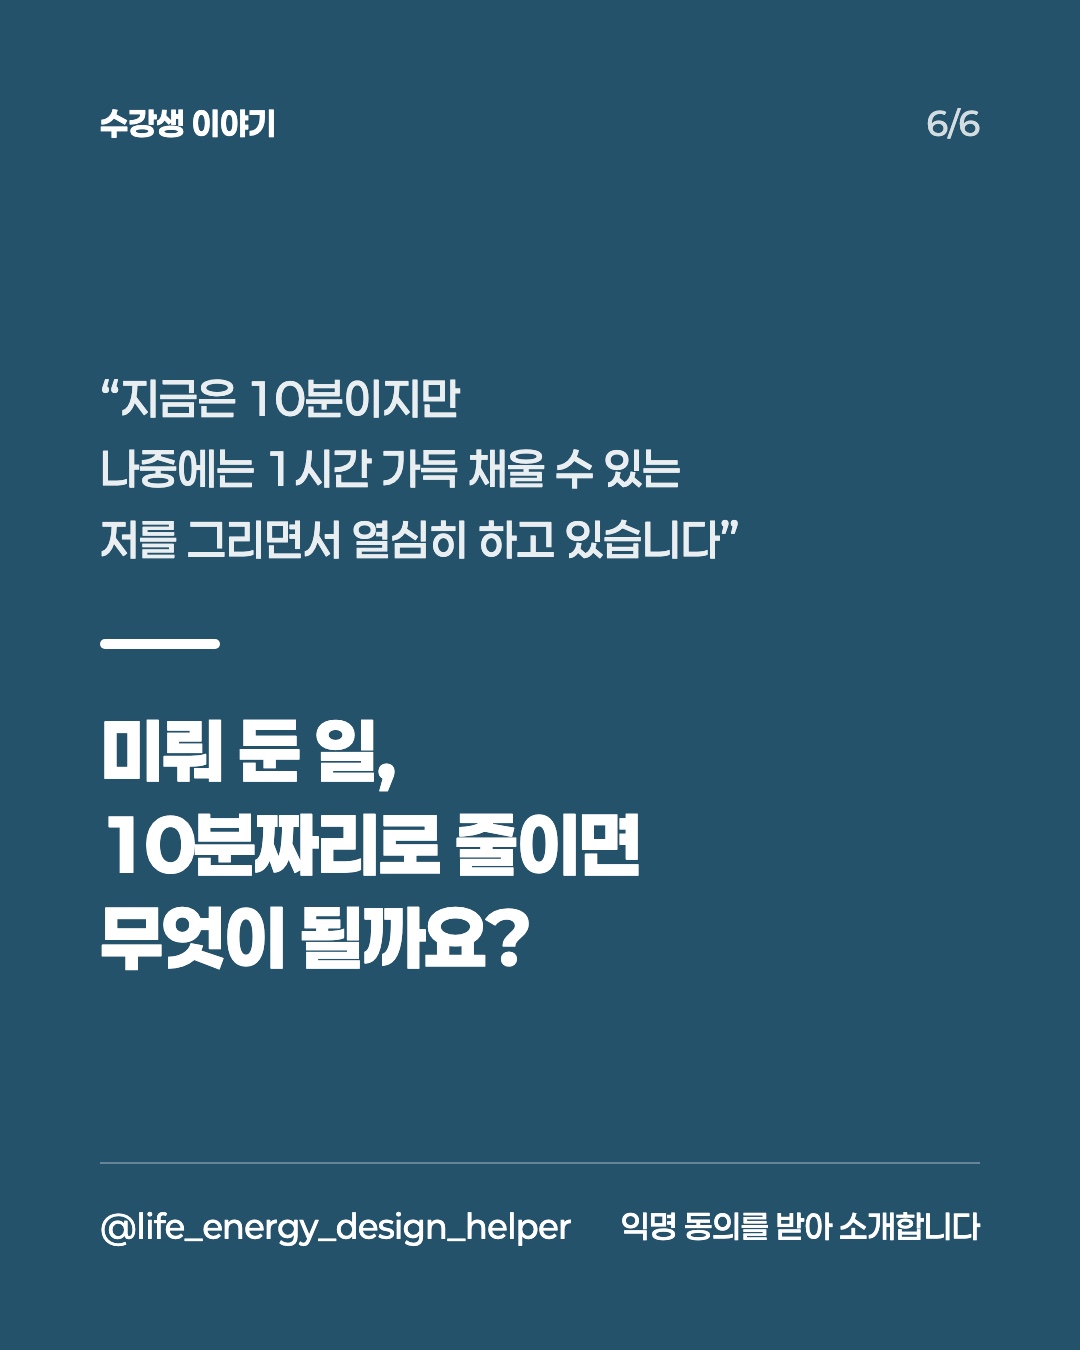 수강생 이야기
6/6
“지금은 10분이지만
나중에는 1시간 가득 채울 수 있는
저를 그리면서 열심히 하고 있습니다”
미뤄 둔 일,
10분짜리로 줄이면
무엇이 될까요?
@life_energy_design_helper
익명 동의를 받아 소개합니다